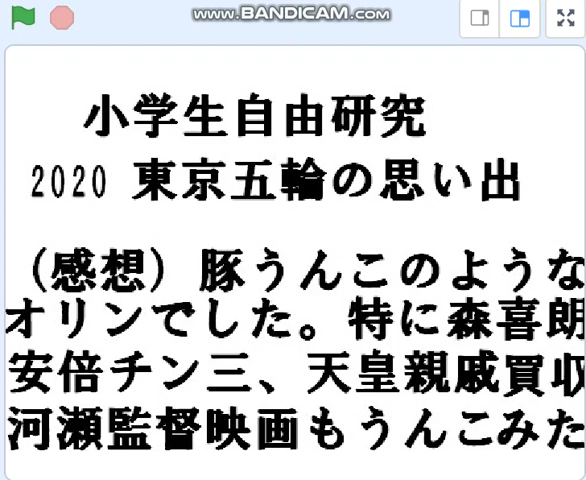 www.BANDICAM.com
小学生自由研究
2020 東京五輪の思い出
（感想）豚うんこのような
オリンでした。特に森喜朗
安倍チン三、天皇親戚買収
河瀬監督映画もうんこみた